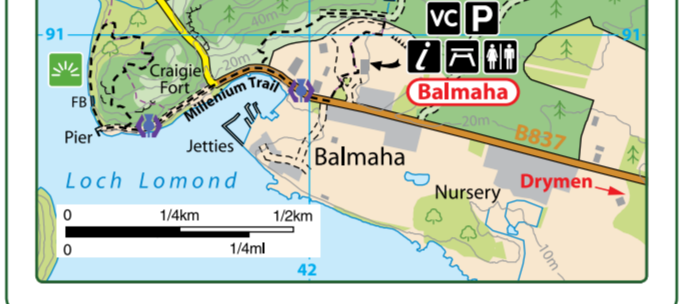 VC P
40m
91
91
i
20m
Craigie
Fort
Balmaha
FB
Millenium Trail
20m
Pier
B837
Jetties
Balmaha
Loch Lomond
Nursery
Drymen
0 1/4km 1/2km
0 1/4ml
10m
42